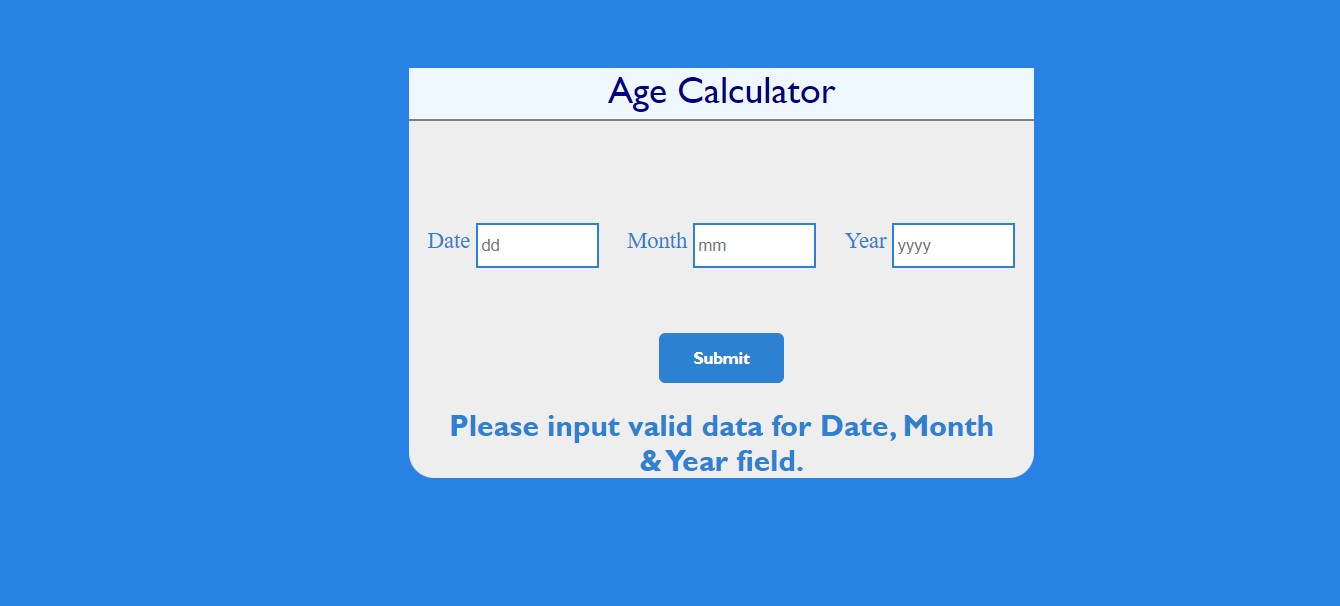 Age Calculator
Date dd Month mm Year yyyy
Submit
Please input valid data for Date, Month
& Year field.